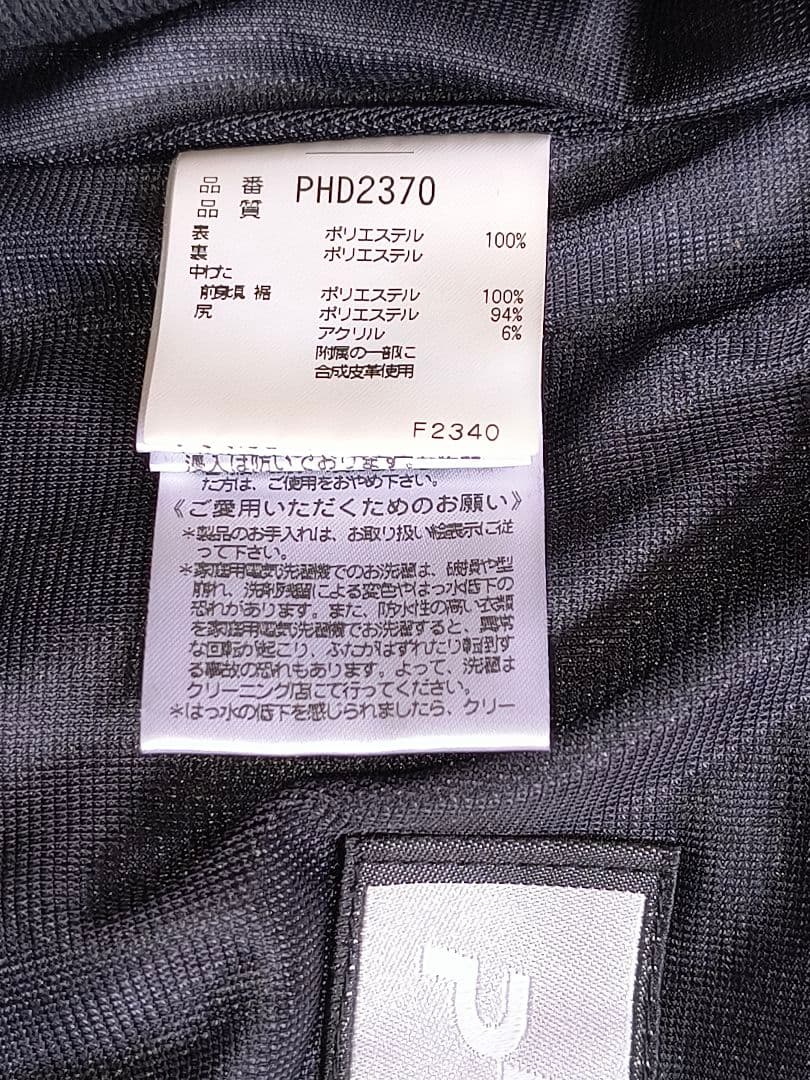 品番 PHD2370
品質
表 ポリエステル 100%
裏 ポリエステル
中わた
前身頃 裾 ポリエステル 100%
尻 ポリエステル 94%
アクリル 6%
附属の一部に
合成皮革使用
F2340
た方は、ご使用をおやめ下さい。
《ご愛用いただくためのお願い》
*製品のお手入れは、お取り扱い絵表示に従
って下さい。
*家庭用電気洗濯機でのお洗濯は、破損や型
崩れ、洗剤残留による変色やはっ水低下の
恐れがあります。また、防水性の高い衣類
を家庭用電気洗濯機でお洗濯すると、異常
な回転が起こり、ふたがはずれたり転倒す
る事故の恐れもあります。よって、洗濯は
クリーニング店にて行ってください。
*はっ水の低下を感じられましたら、クリー